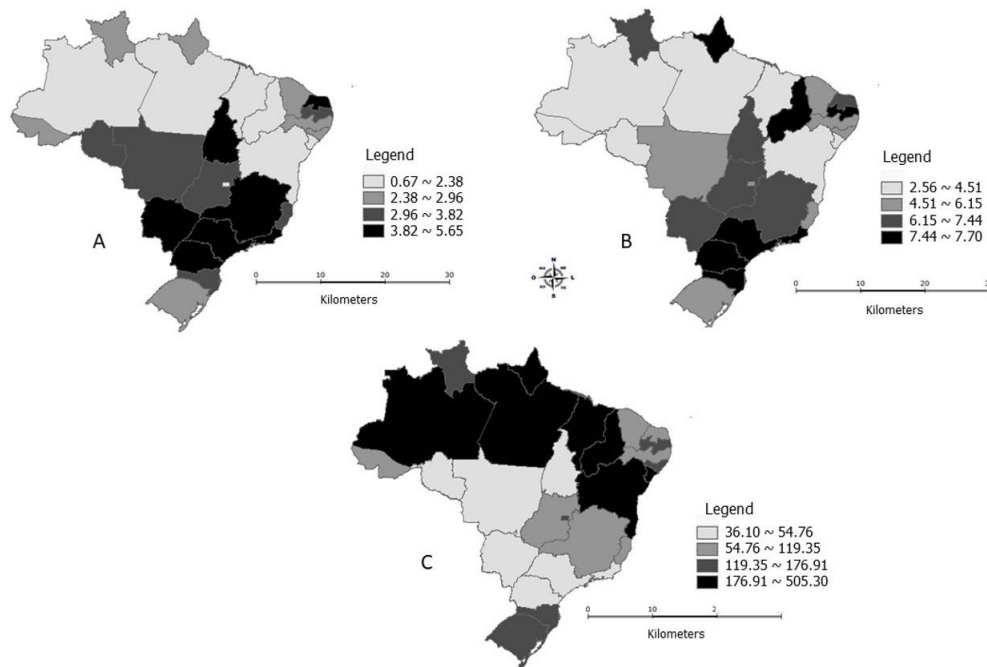 A
Legend
0.67 ~ 2.38
2.38 ~ 2.96
2.96 ~ 3.82
3.82 ~ 5.65
0 10 20 30
Kilometers
B
Legend
2.56 ~ 4.51
4.51 ~ 6.15
6.15 ~ 7.44
7.44 ~ 7.70
0 10 20 3
Kilometers
N
O L
S
C
Legend
36.10 ~ 54.76
54.76 ~ 119.35
119.35 ~ 176.91
176.91 ~ 505.30
0 10 2
Kilometers